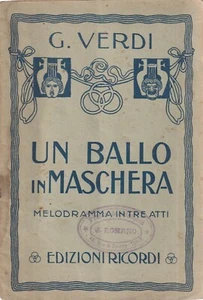 G. VERDI
UN BALLO
IN MASCHERA
MELODRAMMA IN TRE ATTI
EDIZIONI RICORDI